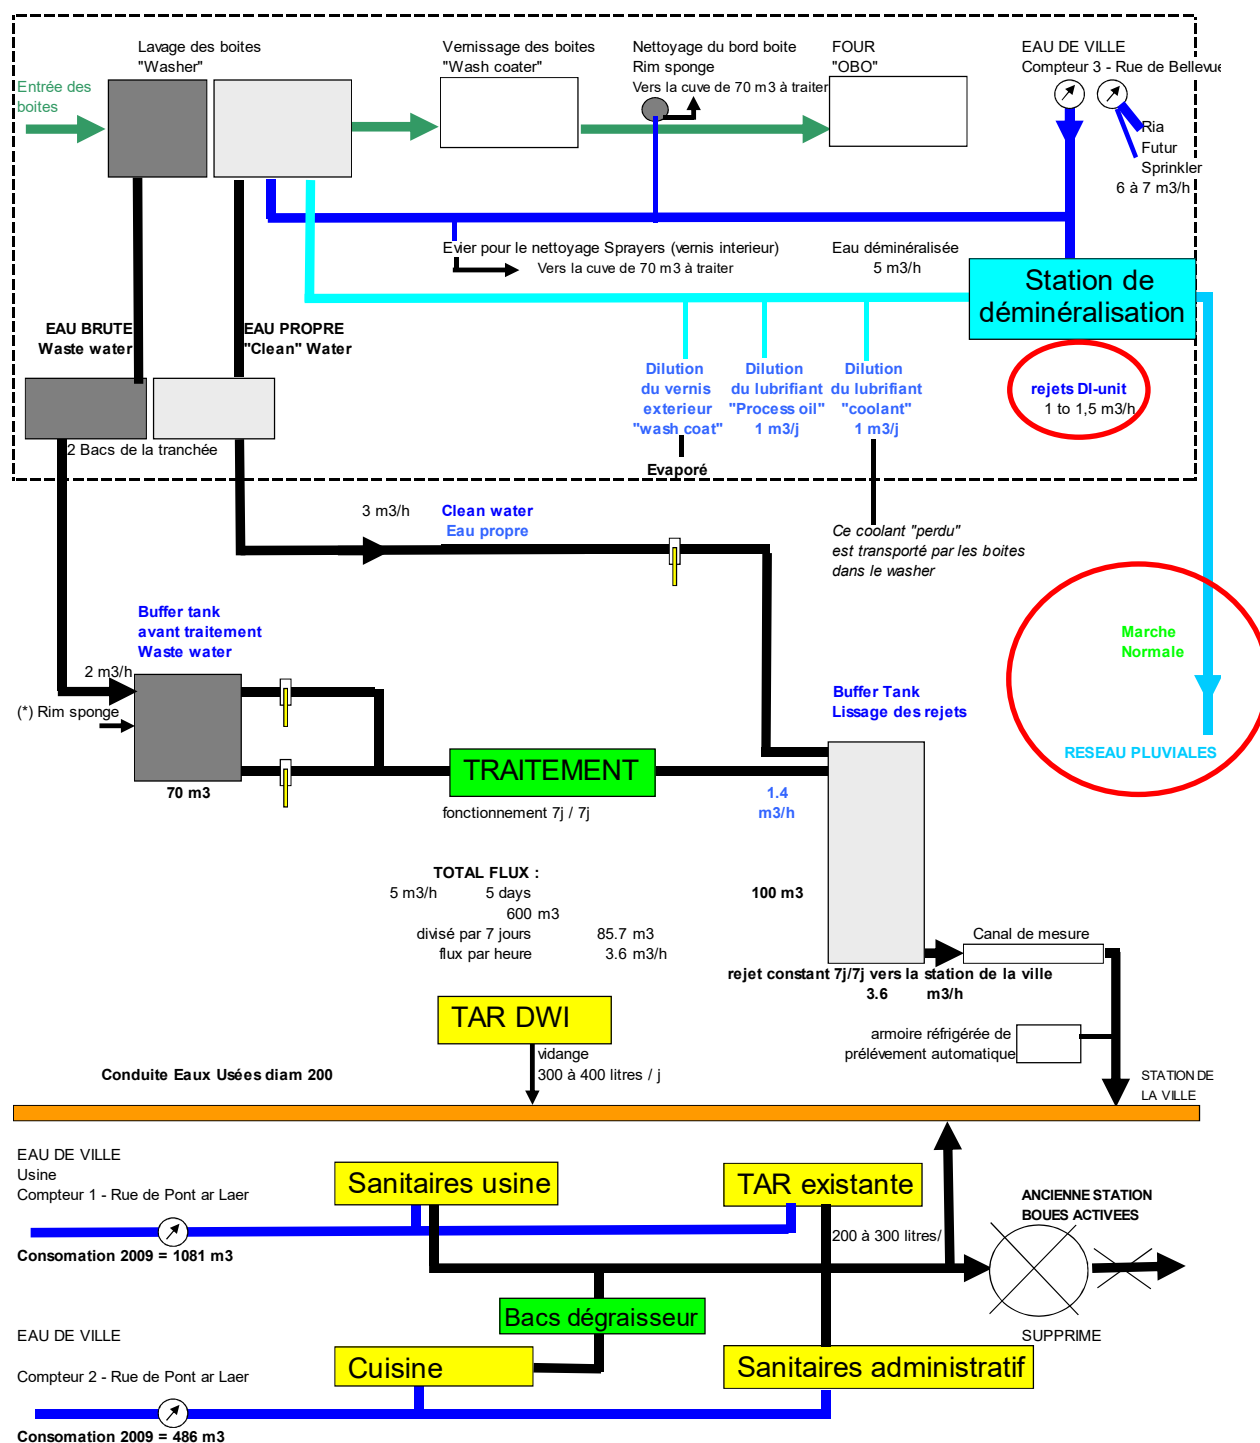 Lavage des boites
"Washer"
Vernissage des boites
"Wash coater"
Nettoyage du bord boite
Rim sponge
Vers la cuve de 70 m3 à traiter
FOUR
"OBO"
EAU DE VILLE
Compteur 3 - Rue de Bellevue
Entrée des
boites
Ria
Futur
Sprinkler
6 à 7 m3/h
Evier pour le nettoyage Sprayers (vernis interieur)
Vers la cuve de 70 m3 à traiter
Eau déminéralisée
5 m3/h
Station de
déminéralisation
EAU BRUTE
Waste water
EAU PROPRE
"Clean" Water
Dilution
du vernis
exterieur
"wash coat"
Evaporé
Dilution
du lubrifiant
"Process oil"
1 m3/j
Dilution
du lubrifiant
"coolant"
1 m3/j
rejets DI-unit
1 to 1,5 m3/h
2 Bacs de la tranchée
3 m3/h
Clean water
Eau propre
Ce coolant "perdu"
est transporté par les boites
dans le washer
Buffer tank
avant traitement
Waste water
2 m3/h
(*) Rim sponge
70 m3
Marche
Normale
RESEAU PLUVIALES
Buffer Tank
Lissage des rejets
TRAITEMENT
fonctionnement 7j / 7j
1.4
m3/h
100 m3
TOTAL FLUX :
5 m3/h 5 days
600 m3
divisé par 7 jours 85.7 m3
flux par heure 3.6 m3/h
Canal de mesure
rejet constant 7j/7j vers la station de la ville
3.6 m3/h
TAR DWI
vidange
300 à 400 litres / j
armoire réfrigérée de
prélévement automatique
STATION DE
LA VILLE
Conduite Eaux Usées diam 200
EAU DE VILLE
Usine
Compteur 1 - Rue de Pont ar Laer
Consomation 2009 = 1081 m3
Sanitaires usine
TAR existante
200 à 300 litres/
ANCIENNE STATION
BOUES ACTIVEES
SUPPRIME
Bacs dégraisseur
EAU DE VILLE
Compteur 2 - Rue de Pont ar Laer
Consomation 2009 = 486 m3
Cuisine
Sanitaires administratif